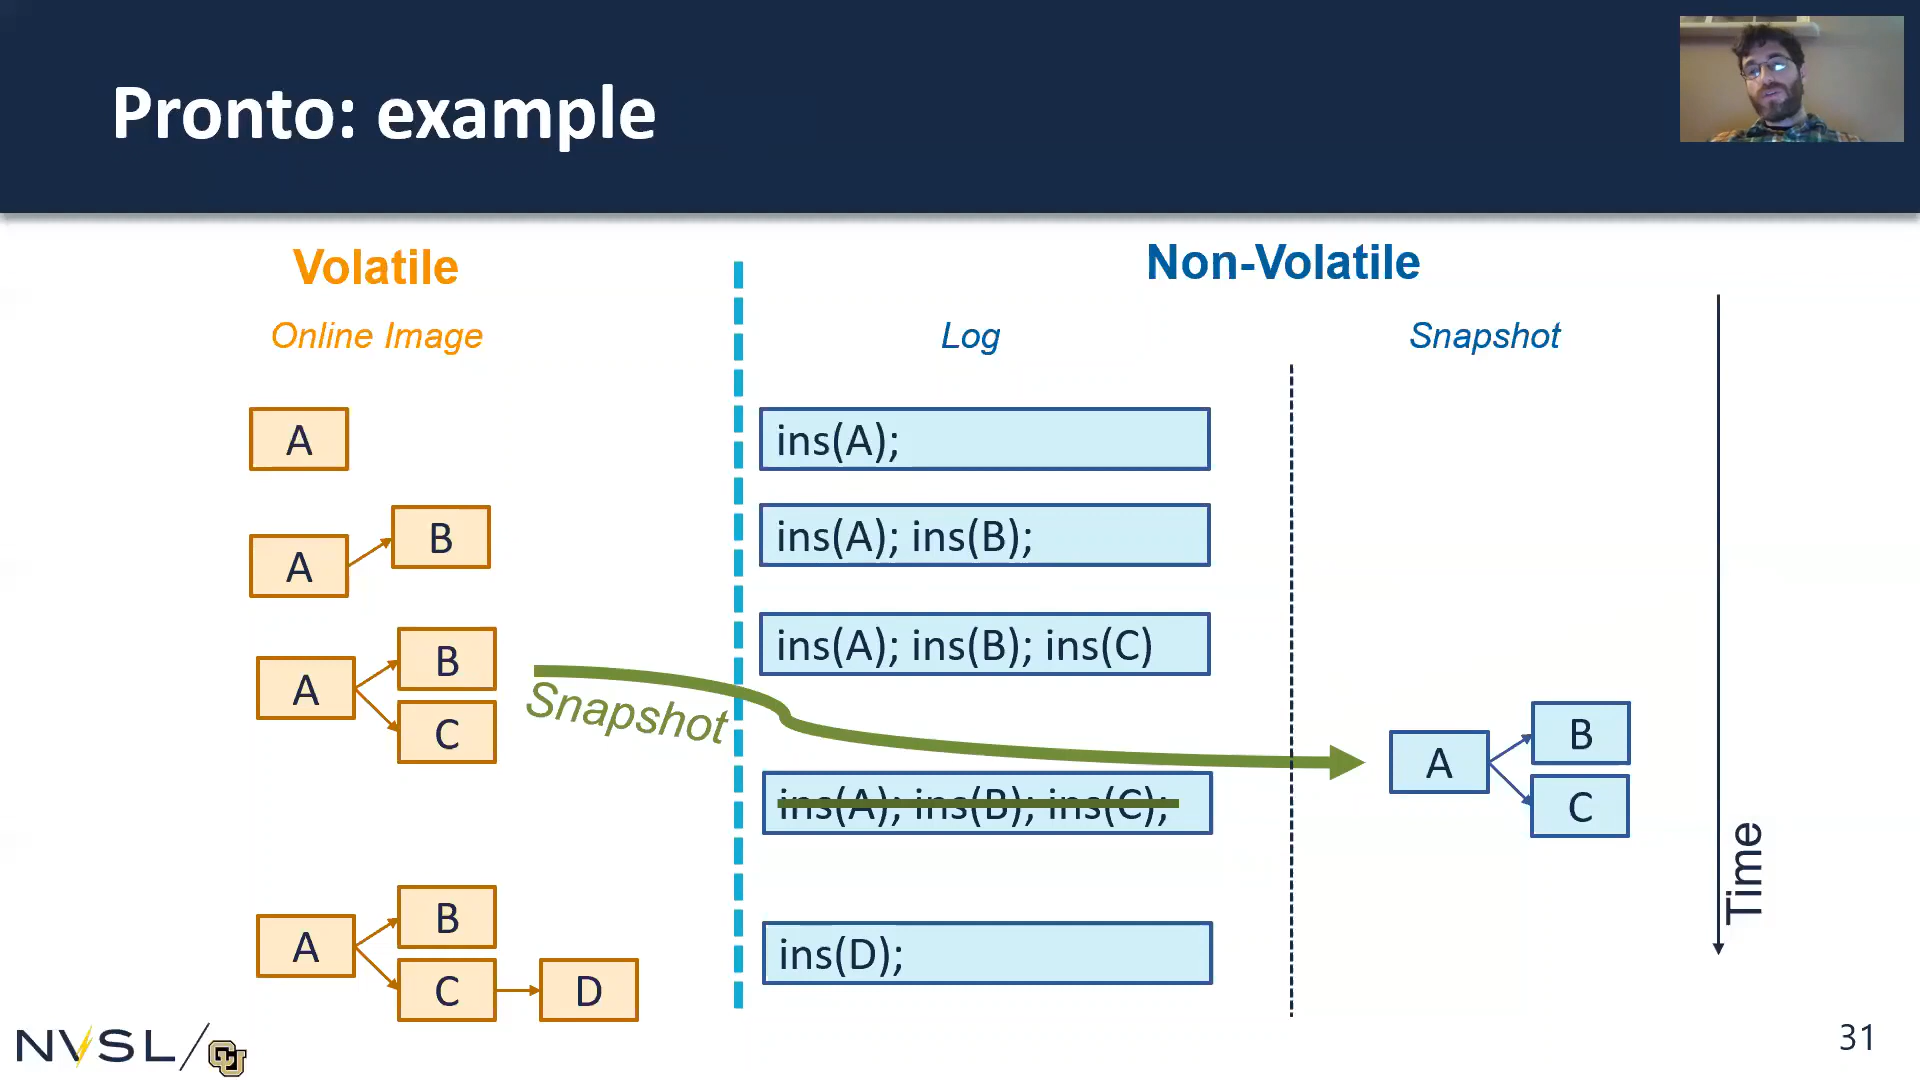 Pronto: example
Volatile
Non-Volatile
Online Image
Log
Snapshot
A
ins(A);
A
B
ins(A); ins(B);
A
B
C
ins(A); ins(B); ins(C)
Snapshot
ins(A); ins(B); ins(C);
A
B
C
A
B
C
D
ins(D);
Time
NVSL
CU
31